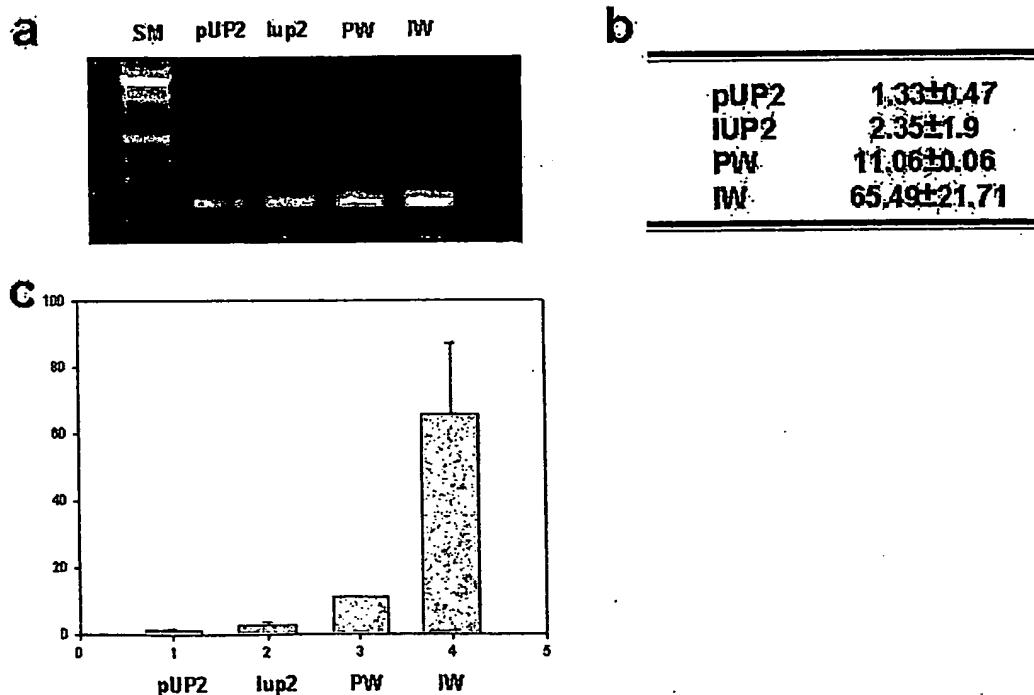 a
SM pUP2 lup2 PW IW
b
pUP2 1.33±0.47
IUP2 2.35±1.9
PW 11.06±0.06
IW 65.49±21.71
c
100
80
60
40
20
0
0 1 2 3 4 5
pUP2 lup2 PW IW